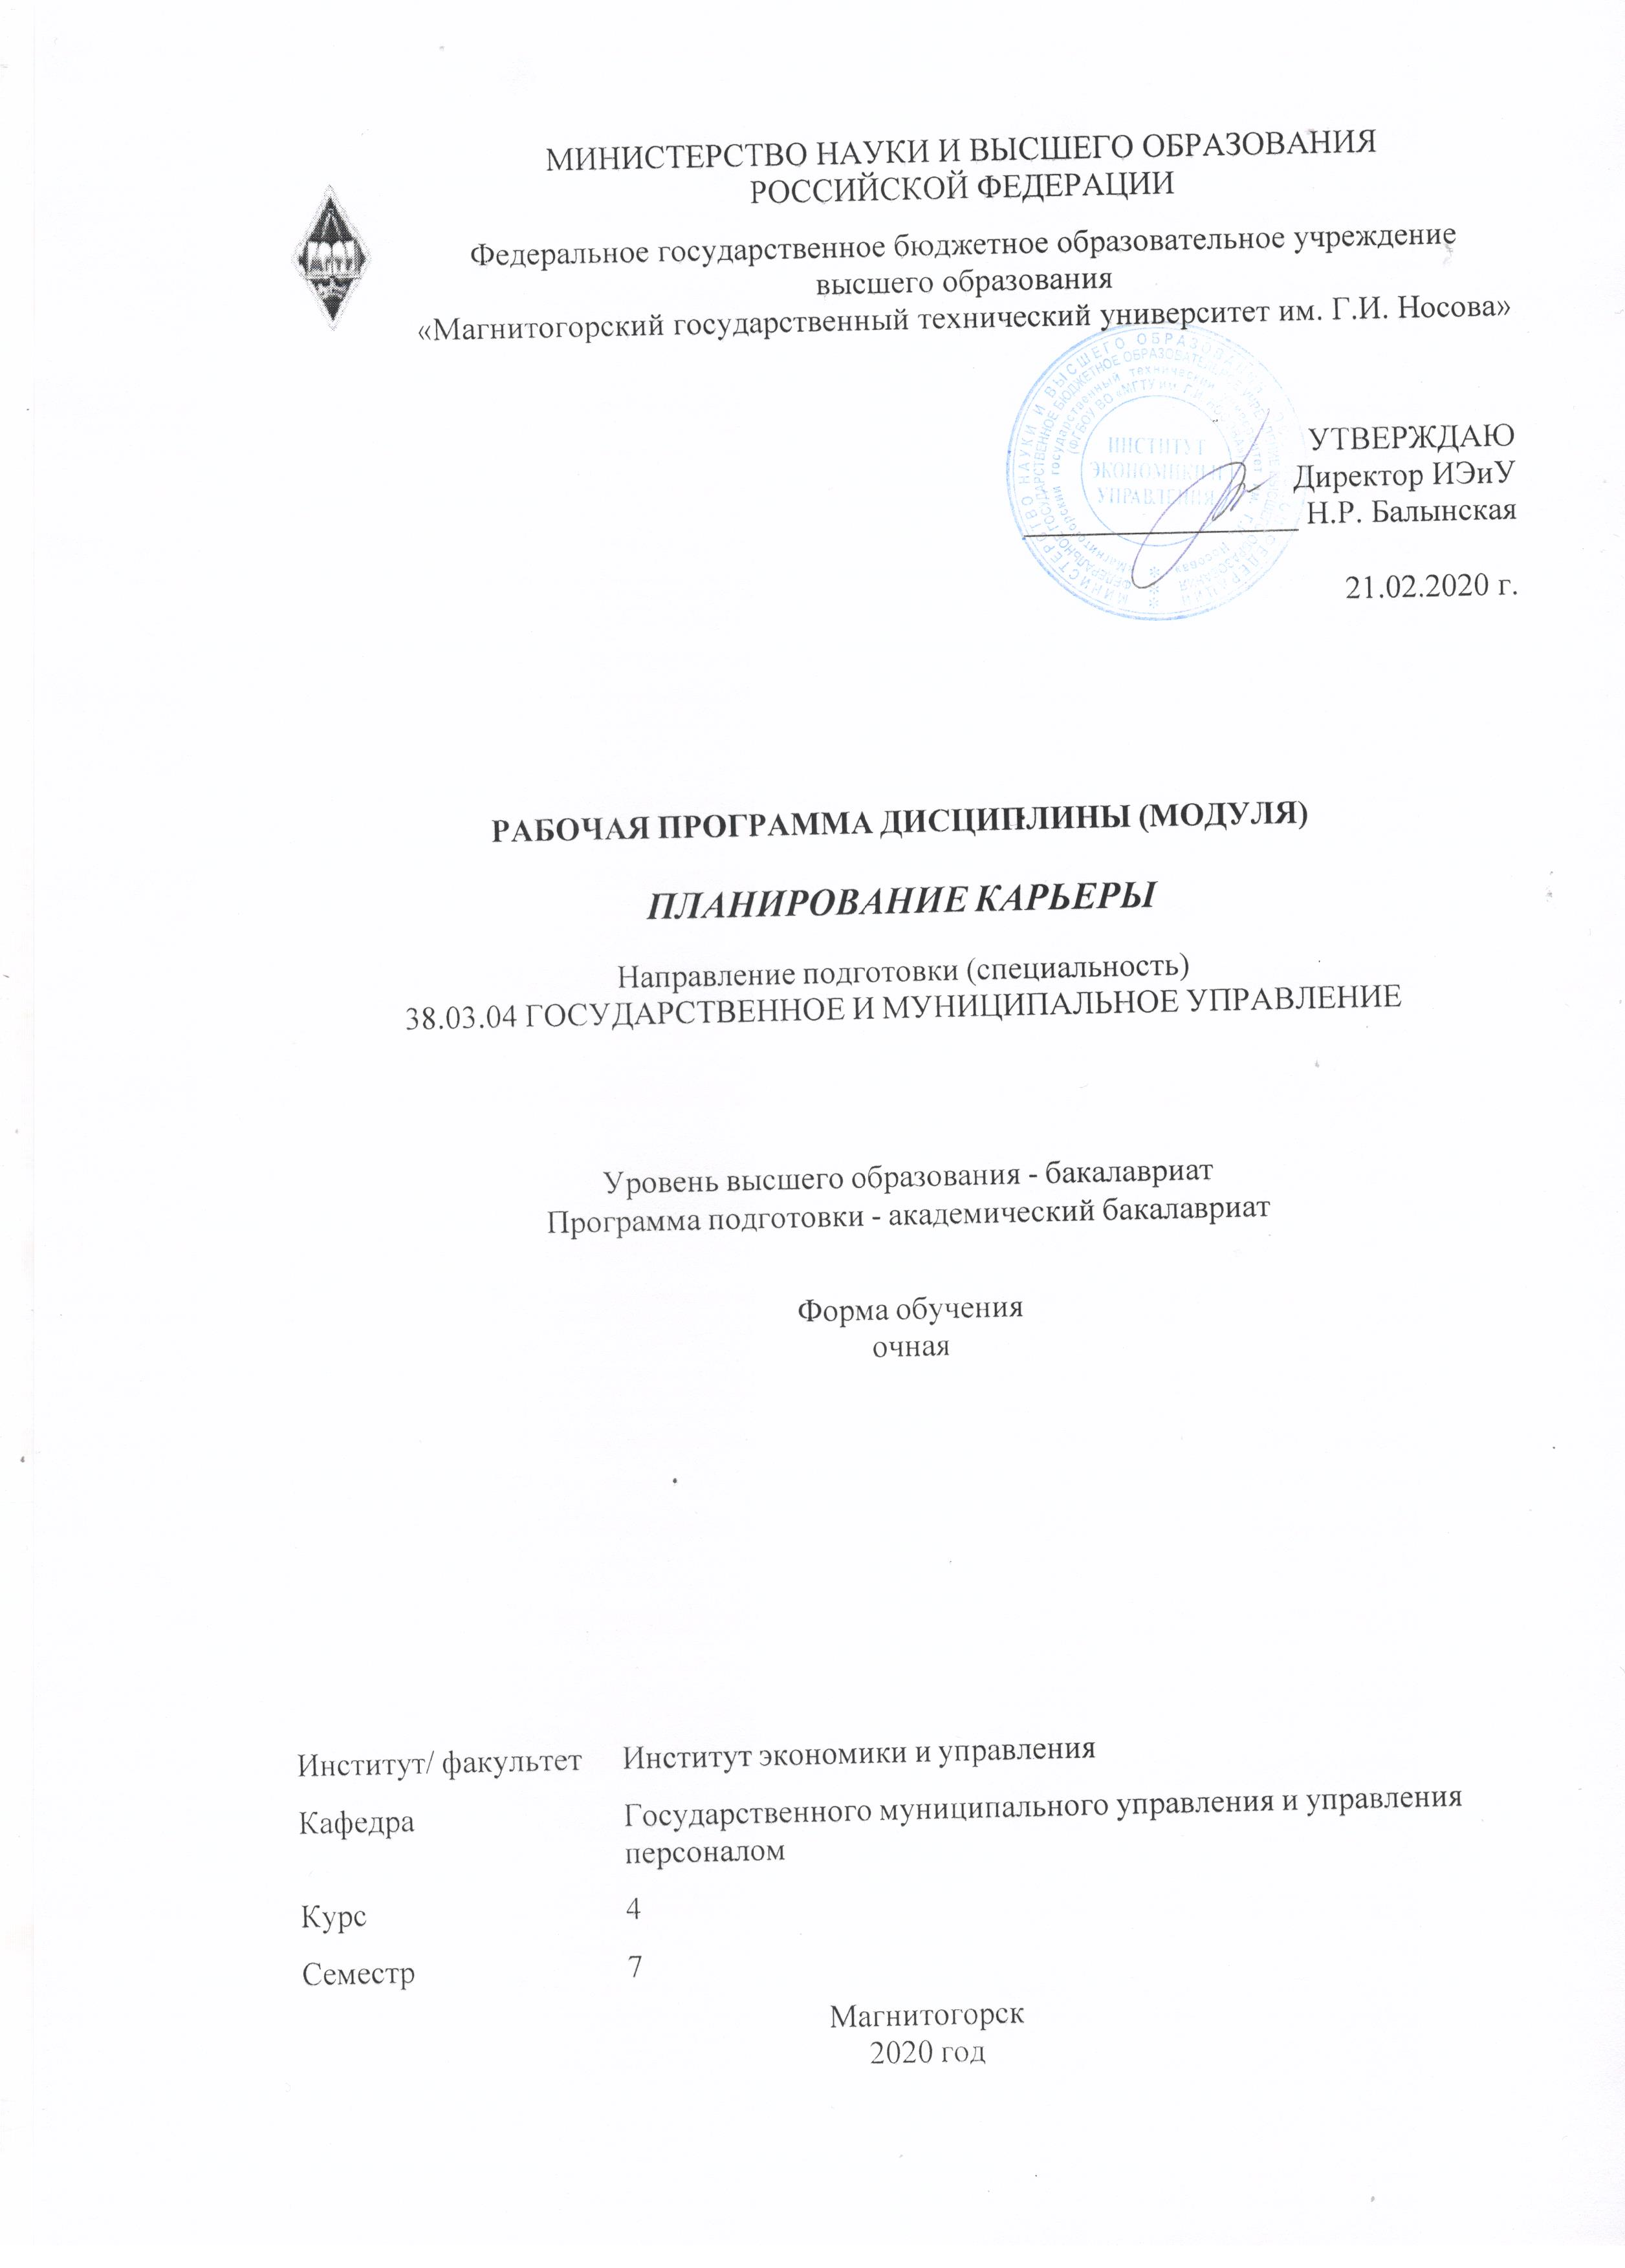 МИНИСТЕРСТВО НАУКИ И ВЫСШЕГО ОБРАЗОВАНИЯ
РОССИЙСКОЙ ФЕДЕРАЦИИ
Федеральное государственное бюджетное образовательное учреждение
высшего образования
«Магнитогорский государственный технический университет им. Г.И. Носова»
ИНСТИТУТ
ЭКОНОМИКИ И
УПРАВЛЕНИЯ
УТВЕРЖДАЮ
Директор ИЭиУ
Н.Р. Балынская
21.02.2020 г.
РАБОЧАЯ ПРОГРАММА ДИСЦИПЛИНЫ (МОДУЛЯ)
ПЛАНИРОВАНИЕ КАРЬЕРЫ
Направление подготовки (специальность)
38.03.04 ГОСУДАРСТВЕННОЕ И МУНИЦИПАЛЬНОЕ УПРАВЛЕНИЕ
Уровень высшего образования - бакалавриат
Программа подготовки - академический бакалавриат
Форма обучения
очная
Институт/ факультет Институт экономики и управления
Кафедра Государственного муниципального управления и управления
персоналом
Курс 4
Семестр 7
Магнитогорск
2020 год